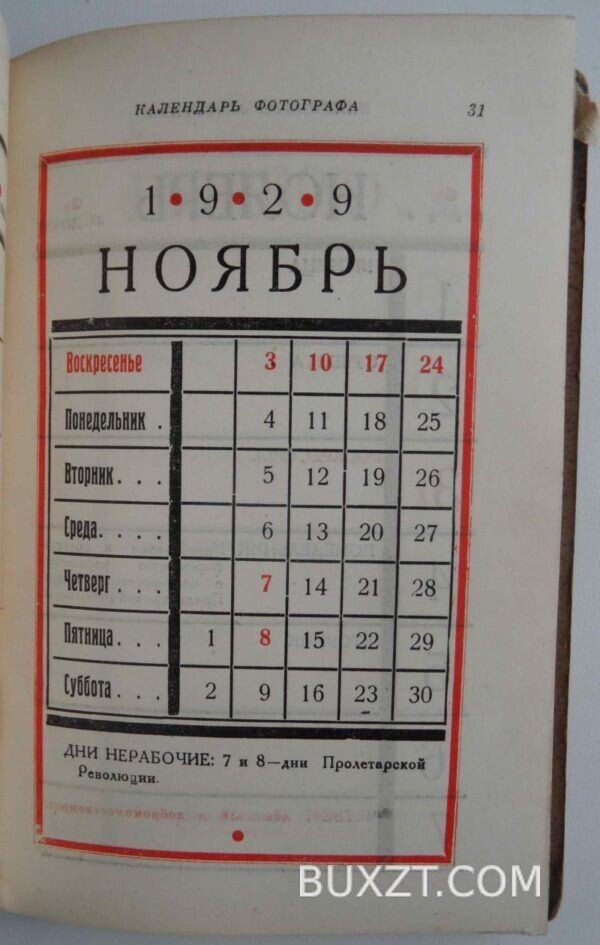 КАЛЕНДАРЬ ФОТОГРАФА 31
1•9•2•9
НОЯБРЬ
Воскресенье 3 10 17 24
Понедельник . 4 11 18 25
Вторник . . . 5 12 19 26
Среда . . . . 6 13 20 27
Четверг . . . 7 14 21 28
Пятница . . . 1 8 15 22 29
Суббота . . . 2 9 16 23 30
ДНИ НЕРАБОЧИЕ: 7 и 8—дни Пролетарской
Революции.
BUXZT.COM